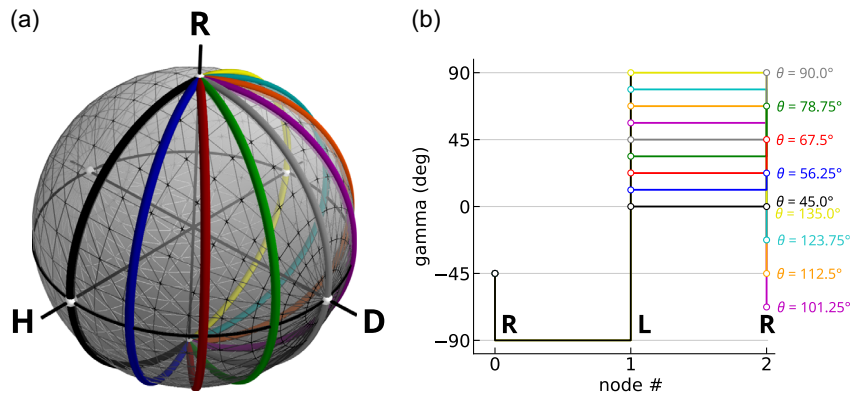 (a)
R
H
D
(b)
90
45
0
−45
−90
gamma (deg)
0
1
2
node #
R
L
R
θ = 90.0°
θ = 78.75°
θ = 67.5°
θ = 56.25°
θ = 45.0°
θ = 135.0°
θ = 123.75°
θ = 112.5°
θ = 101.25°